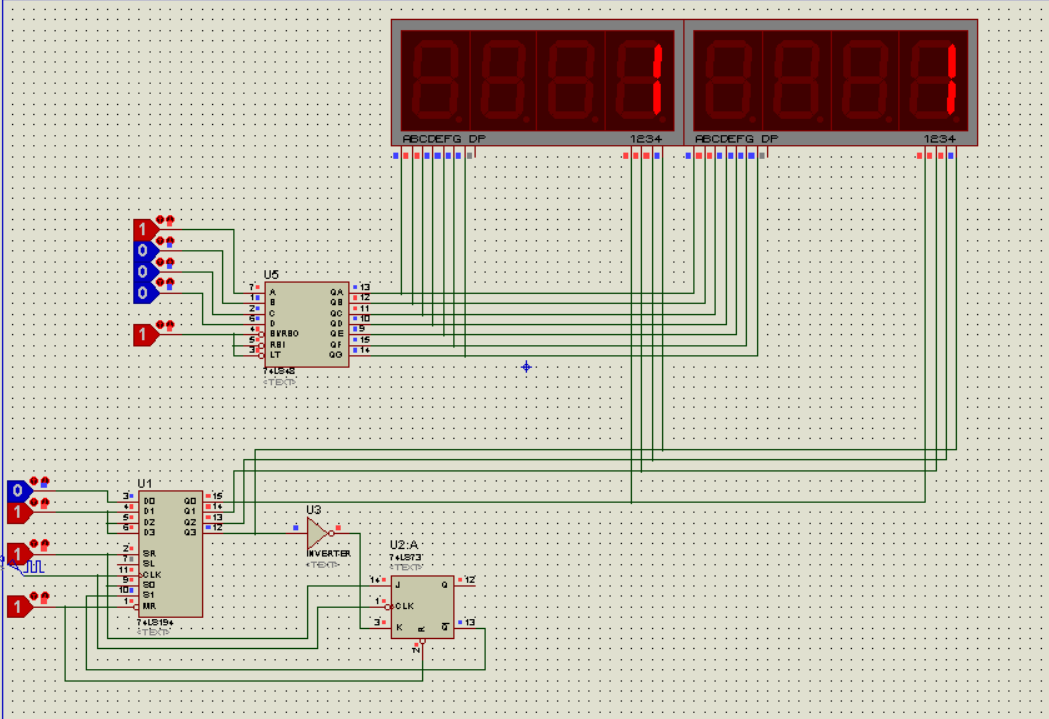 ABCDEFG DP 1234 ABCDEFG DP 1234
1
0
0
0
1
U5
7 A QA 13
1 B QB 12
2 C QC 11
6 D QD 10
4 BI/RBO QE 9
5 RBI QF 15
3 LT QG 14
74LS48
<TEXT>
0
1
1
1
U1
3 D0 Q0 15
4 D1 Q1 14
5 D2 Q2 13
6 D3 Q3 12
2 SR
7 SL
11 CLK
9 S0
10 S1
1 MR
74LS194
<TEXT>
U3
INVERTER
<TEXT>
U2:A
74LS73
<TEXT>
14 J Q 12
1 CLK
3 K Q 13
R
2